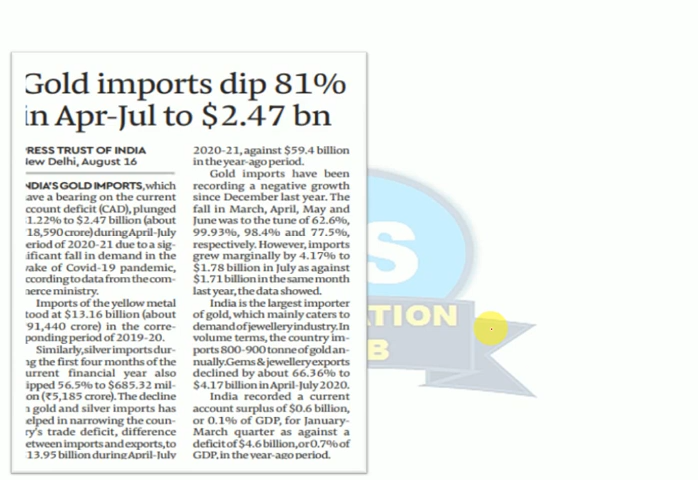 Gold imports dip 81%
in Apr-Jul to $2.47 bn
RESS TRUST OF INDIA
New Delhi, August 16
NDIA'S GOLD IMPORTS, which
ave a bearing on the current
ccount deficit (CAD), plunged
1.22% to $2.47 billion (about
18,590 crore) during April-July
eriod of 2020-21 due to a sig-
ificant fall in demand in the
ake of Covid-19 pandemic,
ccording to data from the com-
erce ministry.
Imports of the yellow metal
tood at $13.16 billion (about
91,440 crore) in the corre-
ponding period of 2019-20.
Similarly, silver imports dur-
ng the first four months of the
urrent financial year also
ipped 56.5% to $685.32 mil-
on (₹5,185 crore). The decline
n gold and silver imports has
elped in narrowing the coun-
ry's trade deficit, difference
etween imports and exports, to
13.95 billion during April-July
2020-21, against $59.4 billion
in the year-ago period.
Gold imports have been
recording a negative growth
since December last year. The
fall in March, April, May and
June was to the tune of 62.6%,
99.93%, 98.4% and 77.5%,
respectively. However, imports
grew marginally by 4.17% to
$1.78 billion in July as against
$1.71 billion in the same month
last year, the data showed.
India is the largest importer
of gold, which mainly caters to
demand of jewellery industry. In
volume terms, the country im-
ports 800-900 tonne of gold an-
nually. Gems & jewellery exports
declined by about 66.36% to
$4.17 billion in April-July 2020.
India recorded a current
account surplus of $0.6 billion,
or 0.1% of GDP, for January-
March quarter as against a
deficit of $4.6 billion, or 0.7% of
GDP, in the year-ago period.
S
TION
B